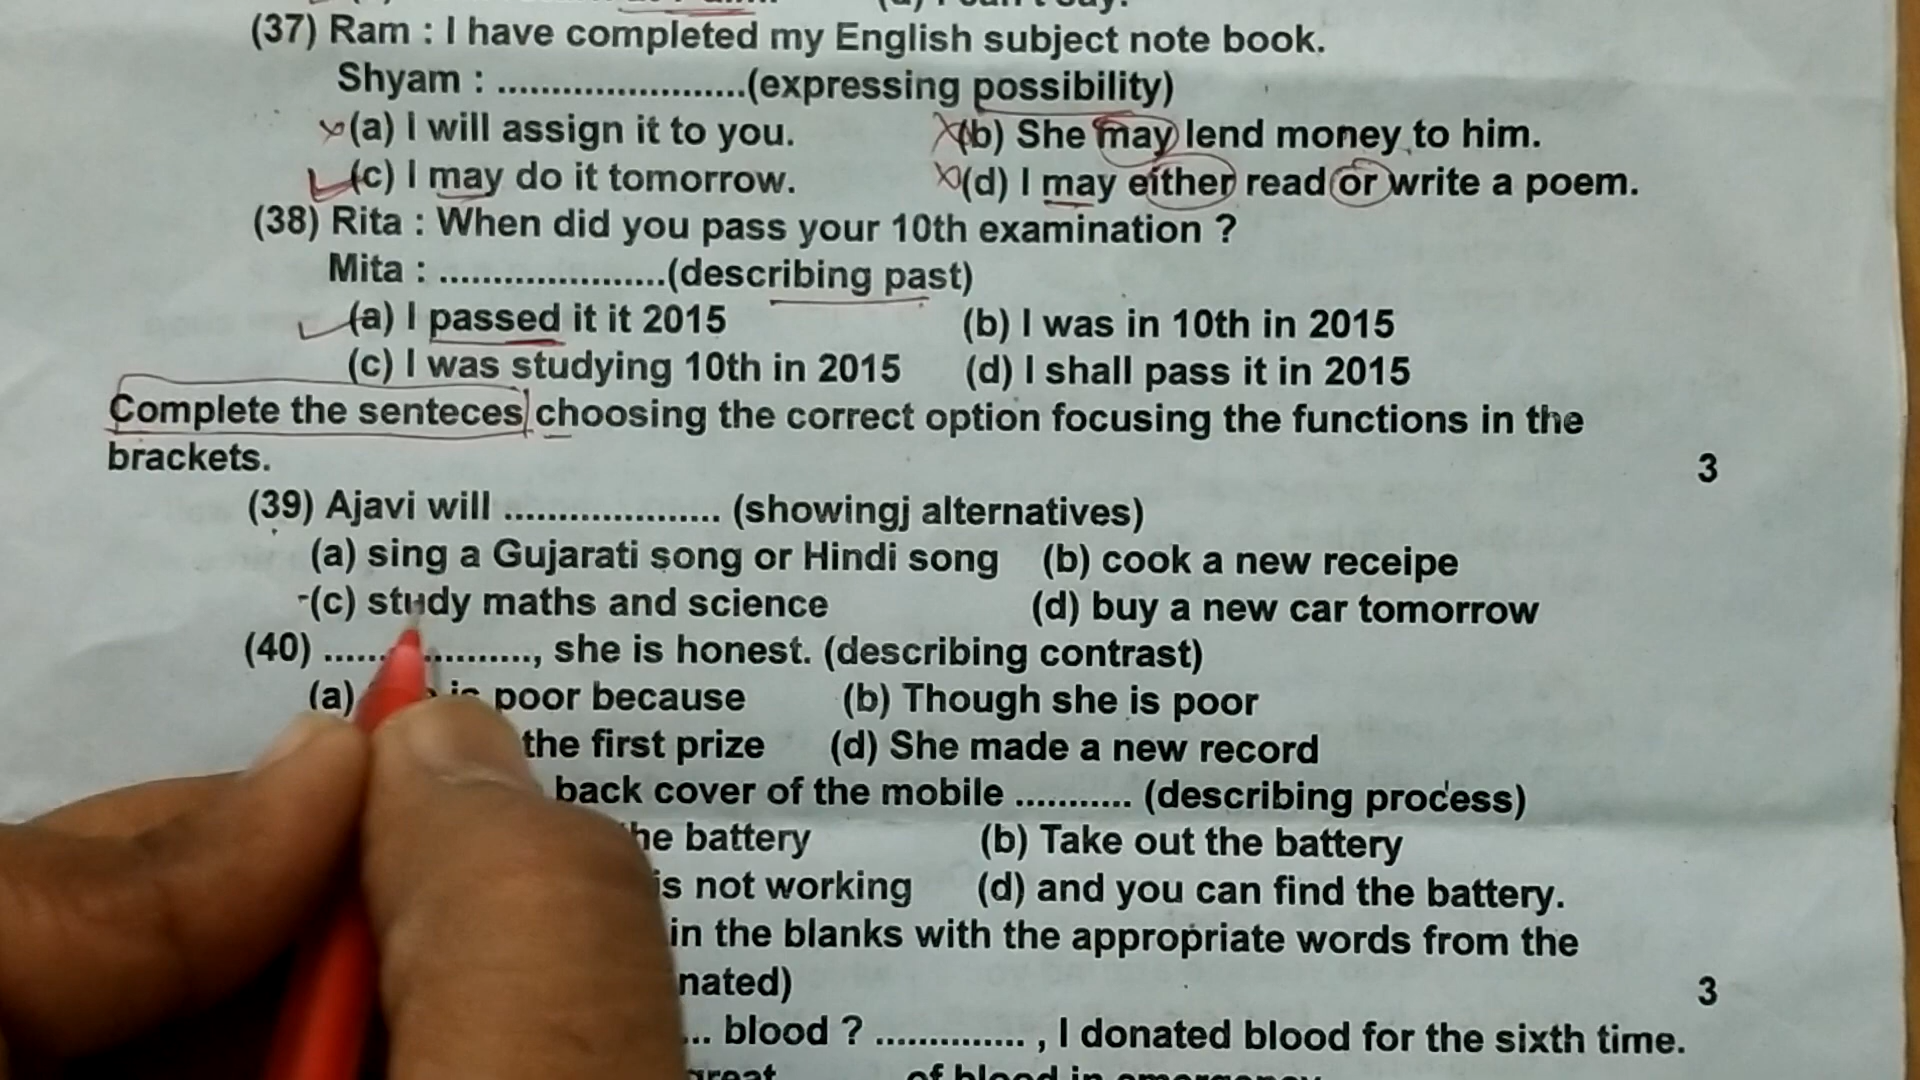 (37) Ram : I have completed my English subject note book.
Shyam : .......................(expressing possibility)
(a) I will assign it to you. (b) She may lend money to him.
(c) I may do it tomorrow. (d) I may either read or write a poem.
(38) Rita : When did you pass your 10th examination ?
Mita : .....................(describing past)
(a) I passed it it 2015 (b) I was in 10th in 2015
(c) I was studying 10th in 2015 (d) I shall pass it in 2015
Complete the senteces choosing the correct option focusing the functions in the
brackets. 3
(39) Ajavi will .................... (showingj alternatives)
(a) sing a Gujarati song or Hindi song (b) cook a new receipe
(c) study maths and science (d) buy a new car tomorrow
(40) ..................., she is honest. (describing contrast)
(a) is poor because (b) Though she is poor
the first prize (d) She made a new record
back cover of the mobile ........... (describing process)
the battery (b) Take out the battery
is not working (d) and you can find the battery.
in the blanks with the appropriate words from the
nated) 3
... blood ? .............. , I donated blood for the sixth time.